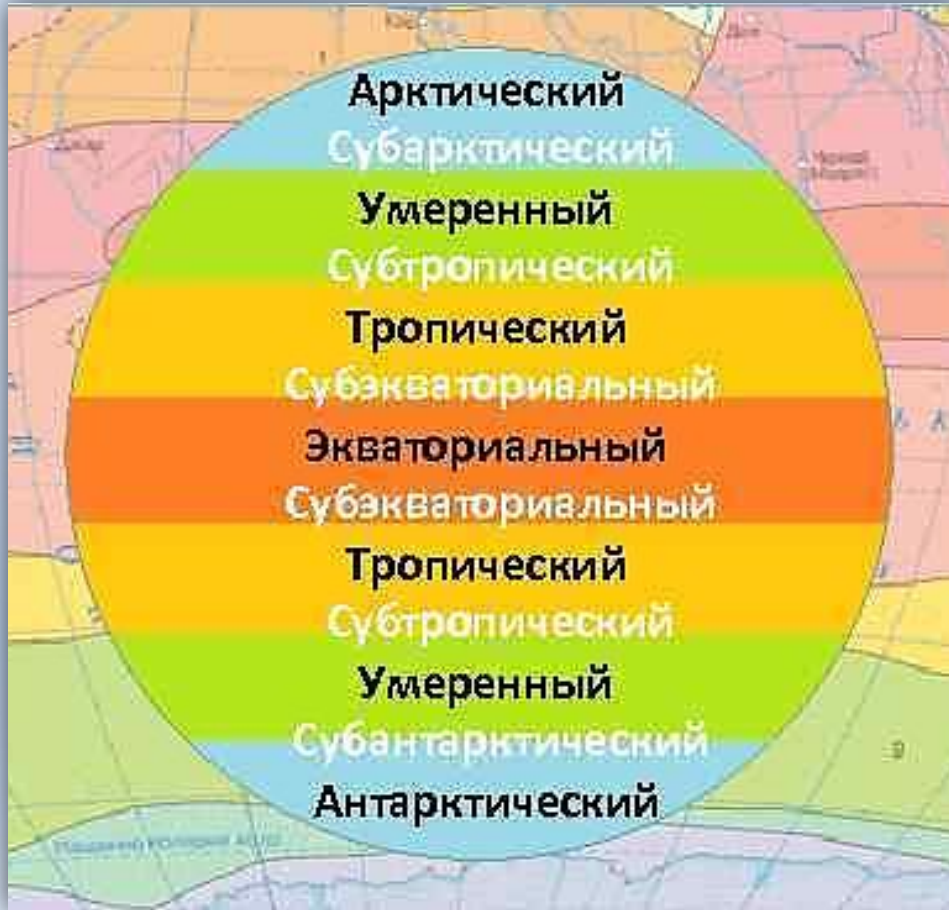 Арктический
Субарктический
Умеренный
Субтропический
Тропический
Субэкваториальный
Экваториальный
Субэкваториальный
Тропический
Субтропический
Умеренный
Субантарктический
Антарктический